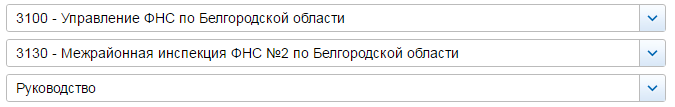 3100 - Управление ФНС по Белгородской области
3130 - Межрайонная инспекция ФНС №2 по Белгородской области
Руководство